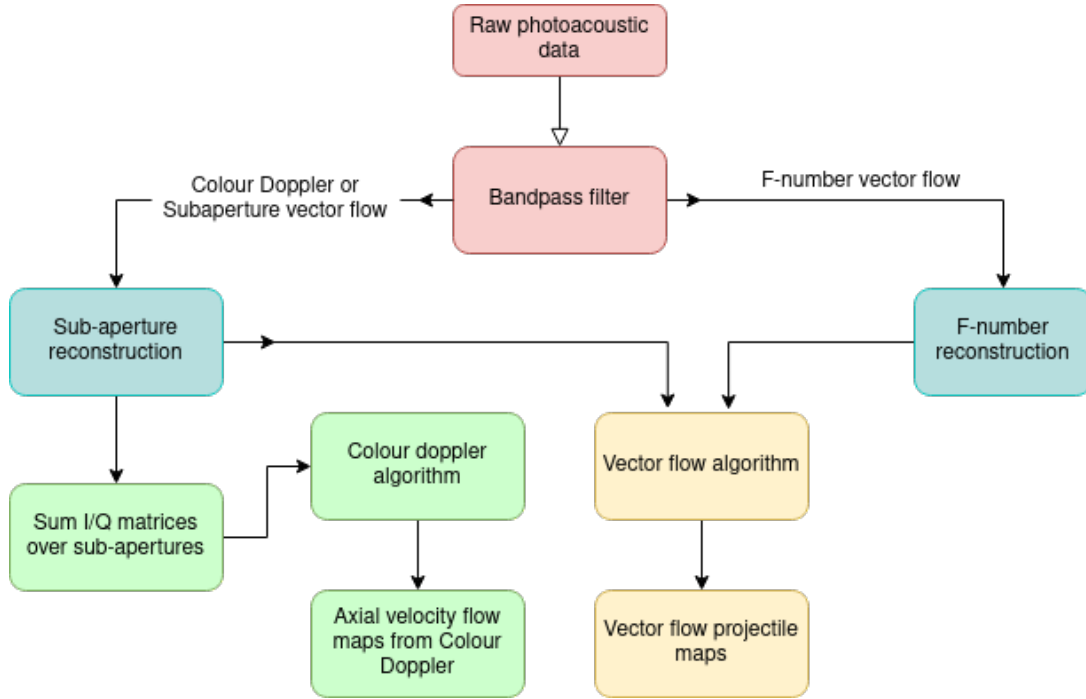 Raw photoacoustic
data
Bandpass filter
Colour Doppler or
Subaperture vector flow
F-number vector flow
Sub-aperture
reconstruction
F-number
reconstruction
Colour doppler
algorithm
Vector flow algorithm
Sum I/Q matrices
over sub-apertures
Axial velocity flow
maps from Colour
Doppler
Vector flow projectile
maps